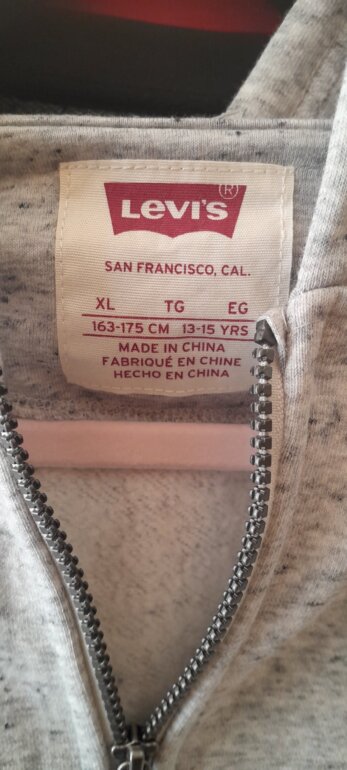 LEVI'S ®
SAN FRANCISCO, CAL.
XL TG EG
163-175 CM 13-15 YRS
MADE IN CHINA
FABRIQUÉ EN CHINE
HECHO EN CHINA